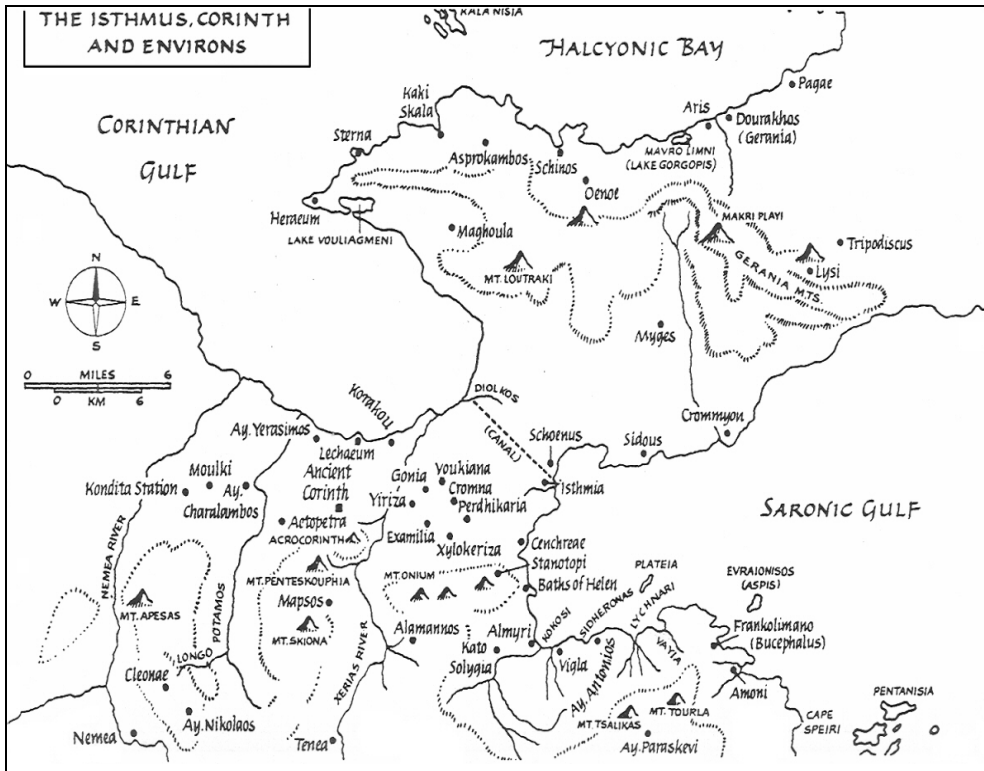 THE ISTHMUS, CORINTH
AND ENVIRONS
KALA NISIA
HALCYONIC BAY
CORINTHIAN
GULF
Pagae
Kaki
Skala
Aris
Dourakhos
(Gerania)
Sterna
Asprokambos
Schinos
MAVRO LIMNI
(LAKE GORGOPIS)
Oenoe
Heraeum
LAKE VOULIAGMENI
Maghoula
MAKRI PLAYI
Tripodiscus
MT. LOUTRAKI
GERANIA MTS.
Lysi
N
W
E
S
Myges
0 MILES 6
0 KM 6
DIOLKOS
(CANAL)
Korakou
Crommyon
Ay. Yerasimos
Lechaeum
Schoenus
Sidous
Ancient
Corinth
Gonia
Voukiana
Cromna
Perdhikaria
Isthmia
Moulki
Kondita Station
Ay.
Charalambos
Yiriza
Aetopetra
ACROCORINTH
Examilia
Xylokeriza
SARONIC GULF
Cenchreae
Stanotopi
Baths of Helen
NEMEA RIVER
MT. PENTESKOUPHIA
MT. ONIUM
PLATEIA
EVRAIONISOS
(ASPIS)
MT. APESAS
Mapsos
MT. SKIONA
LONGO
POTAMOS
XERIAS RIVER
Alamannos
Almyri
Kato
Solygia
KOKOSI
SIDHERONAS
LYCHNARI
VAYIA
Frankolimano
(Bucephalus)
Vigla
Ay. Antonios
Amoni
Cleonae
Ay. Nikolaos
MT. TSALIKAS
MT. TOURLA
PENTANISIA
CAPE
SPEIRI
Nemea
Tenea
Ay. Paraskevi